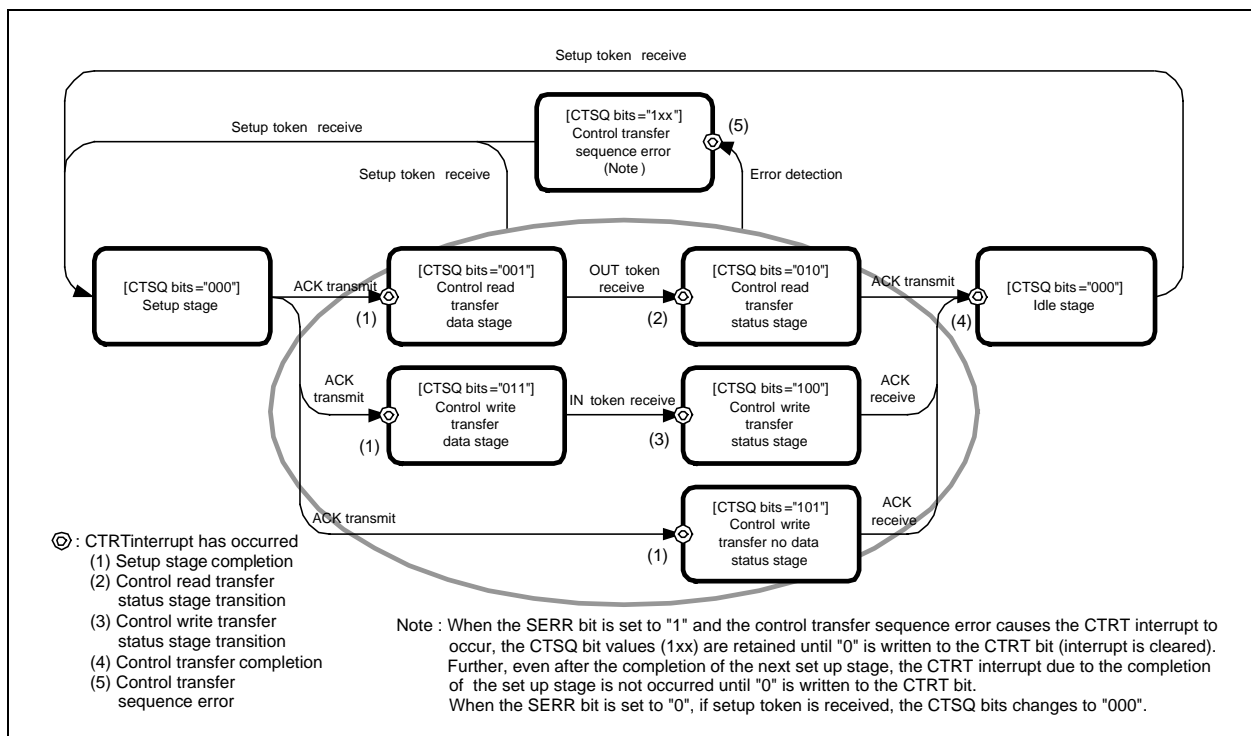 Setup token receive
[CTSQ bits="1xx"]
Control transfer
sequence error
(Note)
(5)
Setup token receive
Setup token receive
Error detection
[CTSQ bits="000"]
Setup stage
ACK transmit
(1)
[CTSQ bits="001"]
Control read
transfer
data stage
OUT token
receive
(2)
[CTSQ bits="010"]
Control read
transfer
status stage
ACK transmit
(4)
[CTSQ bits="000"]
Idle stage
ACK
transmit
(1)
[CTSQ bits="011"]
Control write
transfer
data stage
IN token receive
(3)
[CTSQ bits="100"]
Control write
transfer
status stage
ACK
receive
ACK transmit
(1)
[CTSQ bits="101"]
Control write
transfer no data
status stage
ACK
receive
: CTRTinterrupt has occurred
(1) Setup stage completion
(2) Control read transfer
status stage transition
(3) Control write transfer
status stage transition
(4) Control transfer completion
(5) Control transfer
sequence error
Note : When the SERR bit is set to "1" and the control transfer sequence error causes the CTRT interrupt to
occur, the CTSQ bit values (1xx) are retained until "0" is written to the CTRT bit (interrupt is cleared).
Further, even after the completion of the next set up stage, the CTRT interrupt due to the completion
of the set up stage is not occurred until "0" is written to the CTRT bit.
When the SERR bit is set to "0", if setup token is received, the CTSQ bits changes to "000".